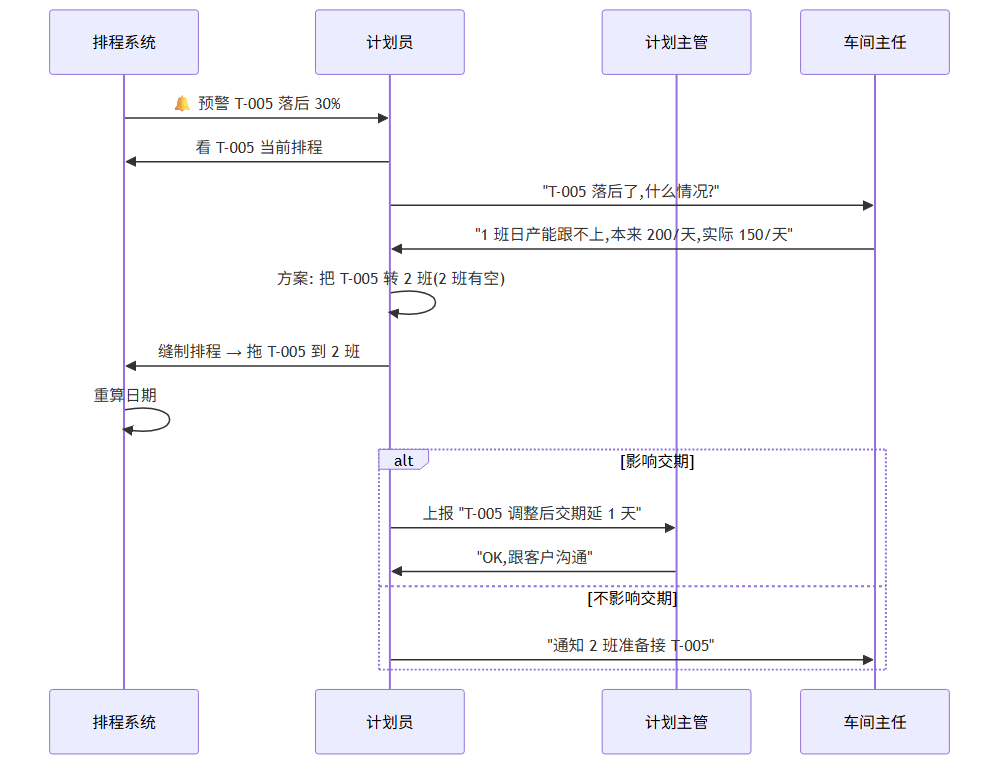 排程系统
计划员
计划主管
车间主任
🔔 预警 T-005 落后 30%
看 T-005 当前排程
"T-005 落后了,什么情况?"
"1 班日产能跟不上,本来 200/天,实际 150/天"
方案: 把 T-005 转 2 班(2 班有空)
缝制排程 → 拖 T-005 到 2 班
重算日期
alt
[影响交期]
上报 "T-005 调整后交期延 1 天"
"OK,跟客户沟通"
[不影响交期]
"通知 2 班准备接 T-005"
排程系统
计划员
计划主管
车间主任